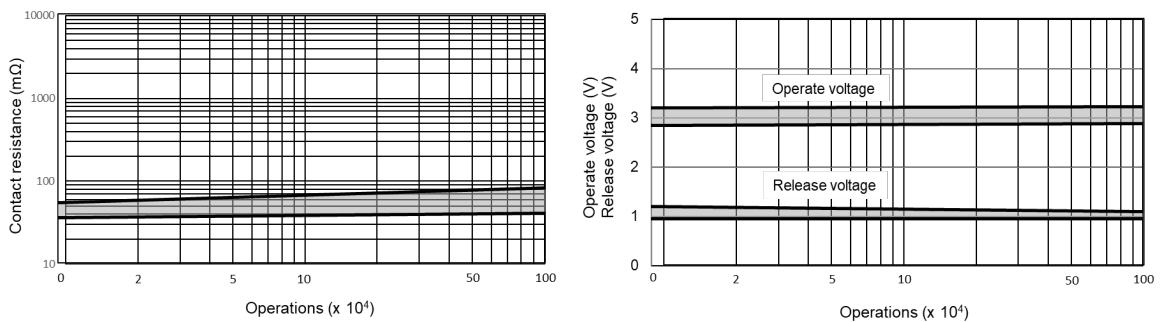 Contact resistance (mΩ)
10000
1000
100
10
0 2 5 10 50 100
Operations (x 10⁴)
Operate voltage (V)
Release voltage (V)
5
4
3
2
1
0
Operate voltage
Release voltage
0 2 5 10 50 100
Operations (x 10⁴)